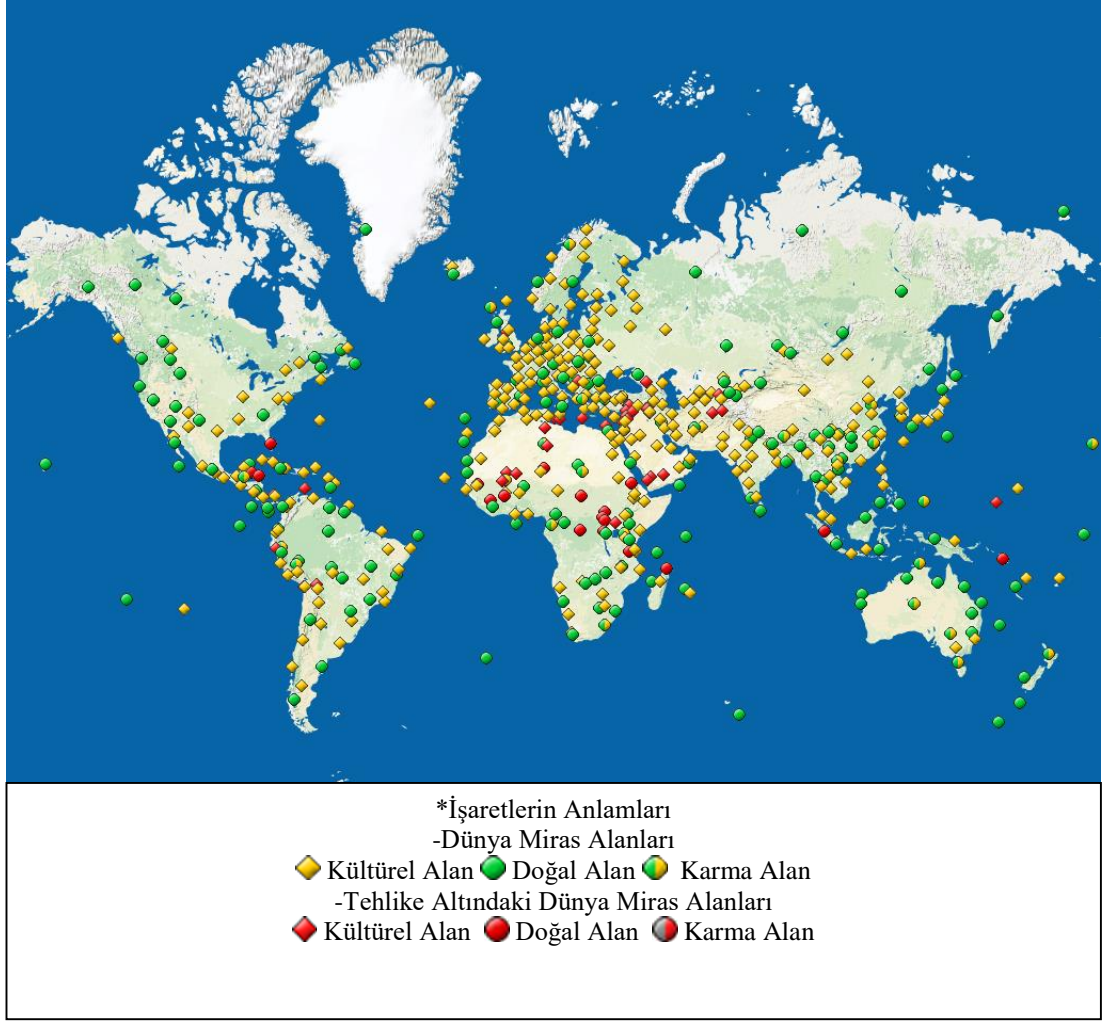 *İşaretlerin Anlamları
-Dünya Miras Alanları
Kültürel Alan Doğal Alan Karma Alan
-Tehlike Altındaki Dünya Miras Alanları
Kültürel Alan Doğal Alan Karma Alan